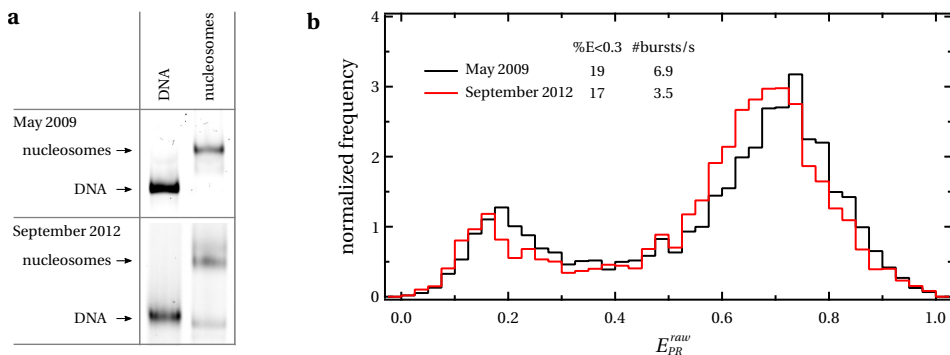 a
DNA
nucleosomes
May 2009
nucleosomes
DNA
September 2012
nucleosomes
DNA
b
normalized frequency
4
3
2
1
0
%E<0.3 #bursts/s
May 2009 19 6.9
September 2012 17 3.5
0.0 0.2 0.4 0.6 0.8 1.0
E_{PR}^{raw}